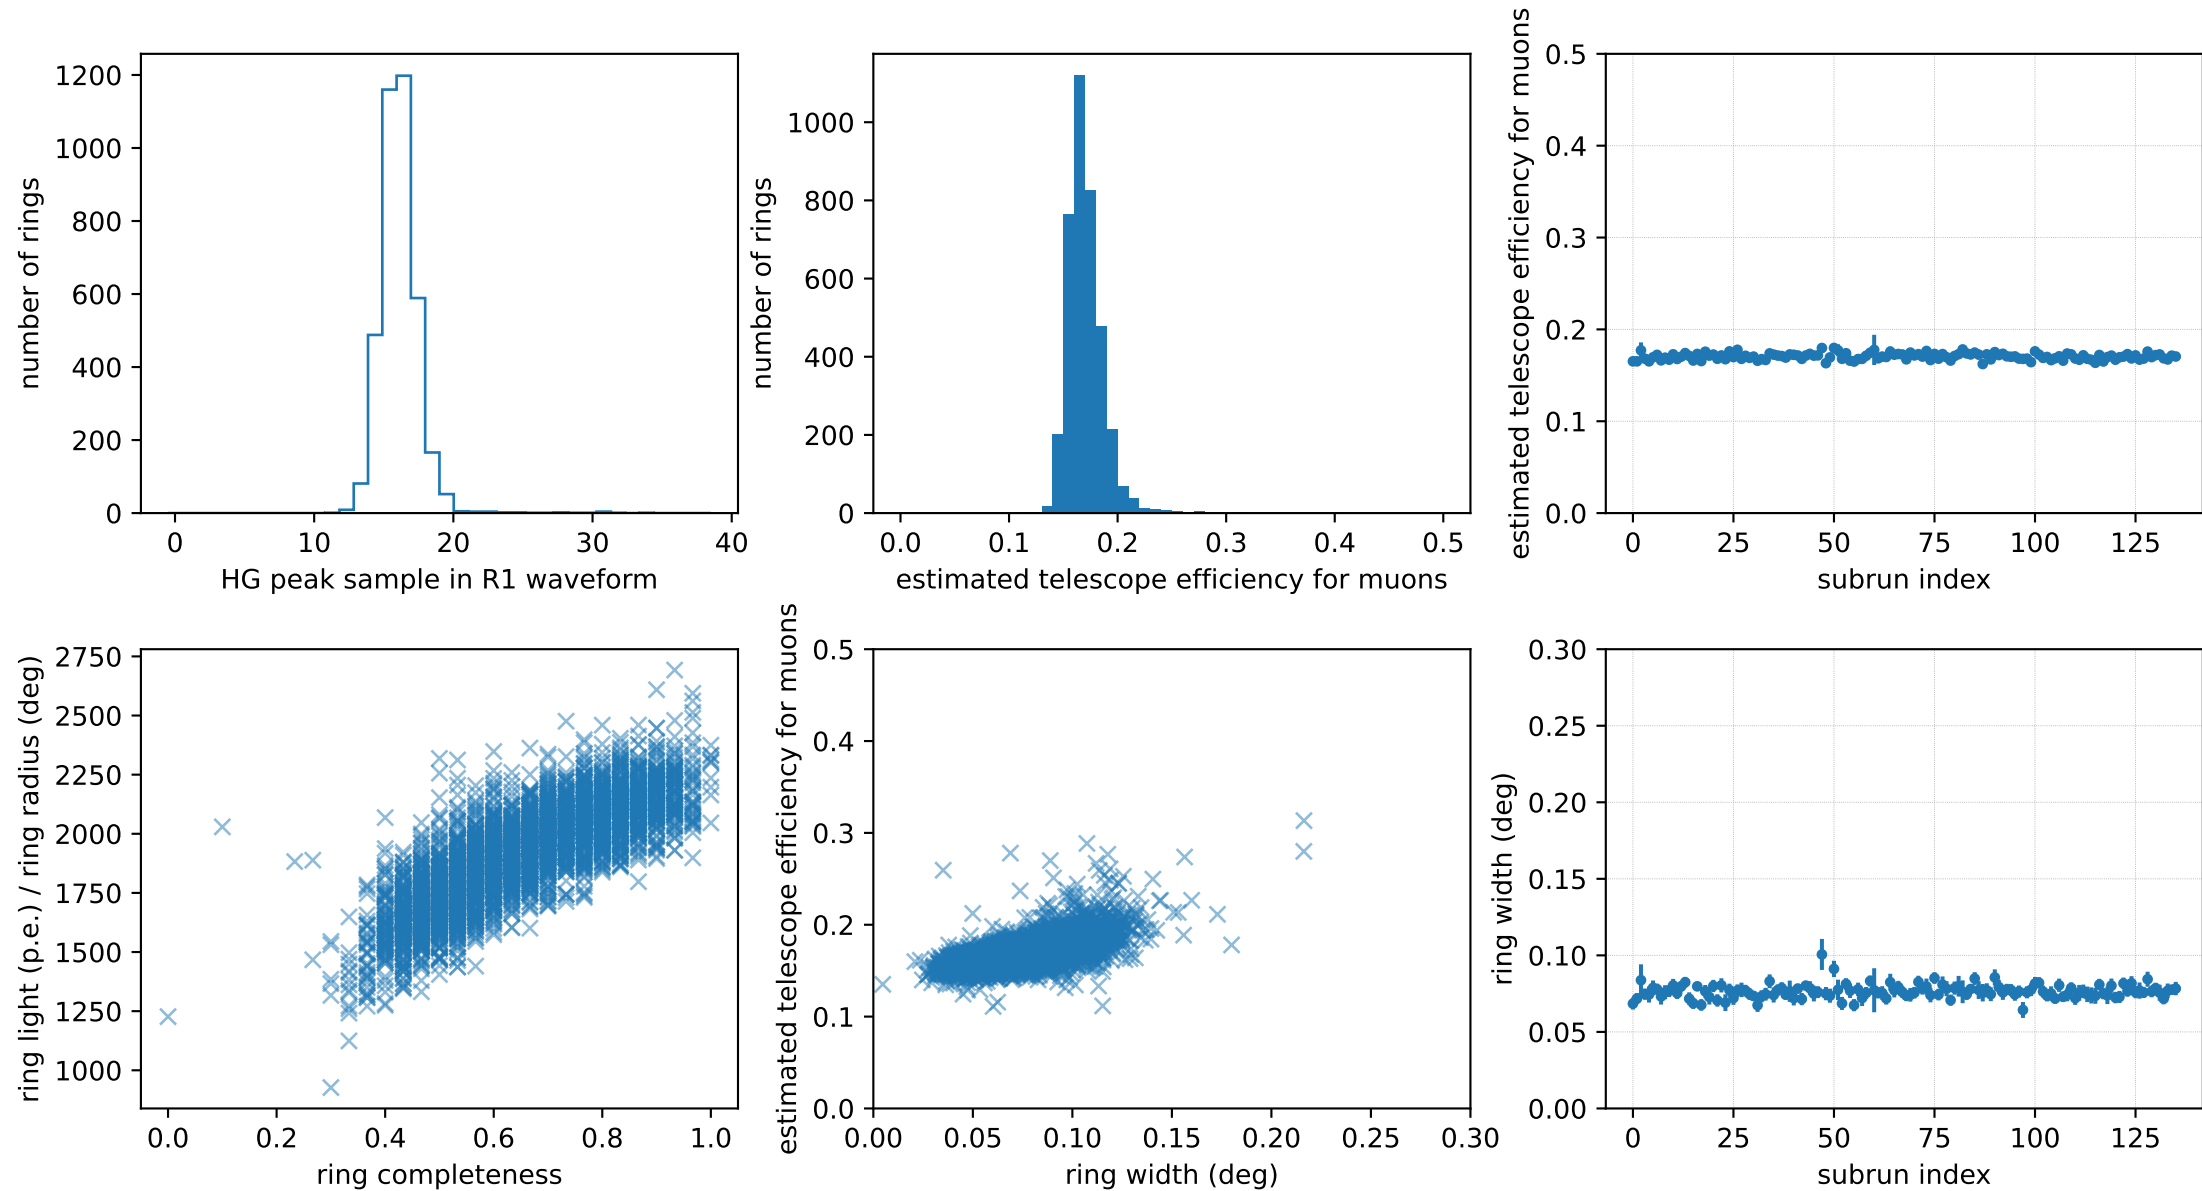 number of rings
1200
1000
800
600
400
200
0
0 10 20 30 40
HG peak sample in R1 waveform
number of rings
1000
800
600
400
200
0
0.0 0.1 0.2 0.3 0.4 0.5
estimated telescope efficiency for muons
estimated telescope efficiency for muons
0.5
0.4
0.3
0.2
0.1
0.0
0 25 50 75 100 125
subrun index
ring light (p.e.) / ring radius (deg)
2750
2500
2250
2000
1750
1500
1250
1000
0.0 0.2 0.4 0.6 0.8 1.0
ring completeness
estimated telescope efficiency for muons
0.5
0.4
0.3
0.2
0.1
0.0
0.00 0.05 0.10 0.15 0.20 0.25 0.30
ring width (deg)
ring width (deg)
0.30
0.25
0.20
0.15
0.10
0.05
0.00
0 25 50 75 100 125
subrun index